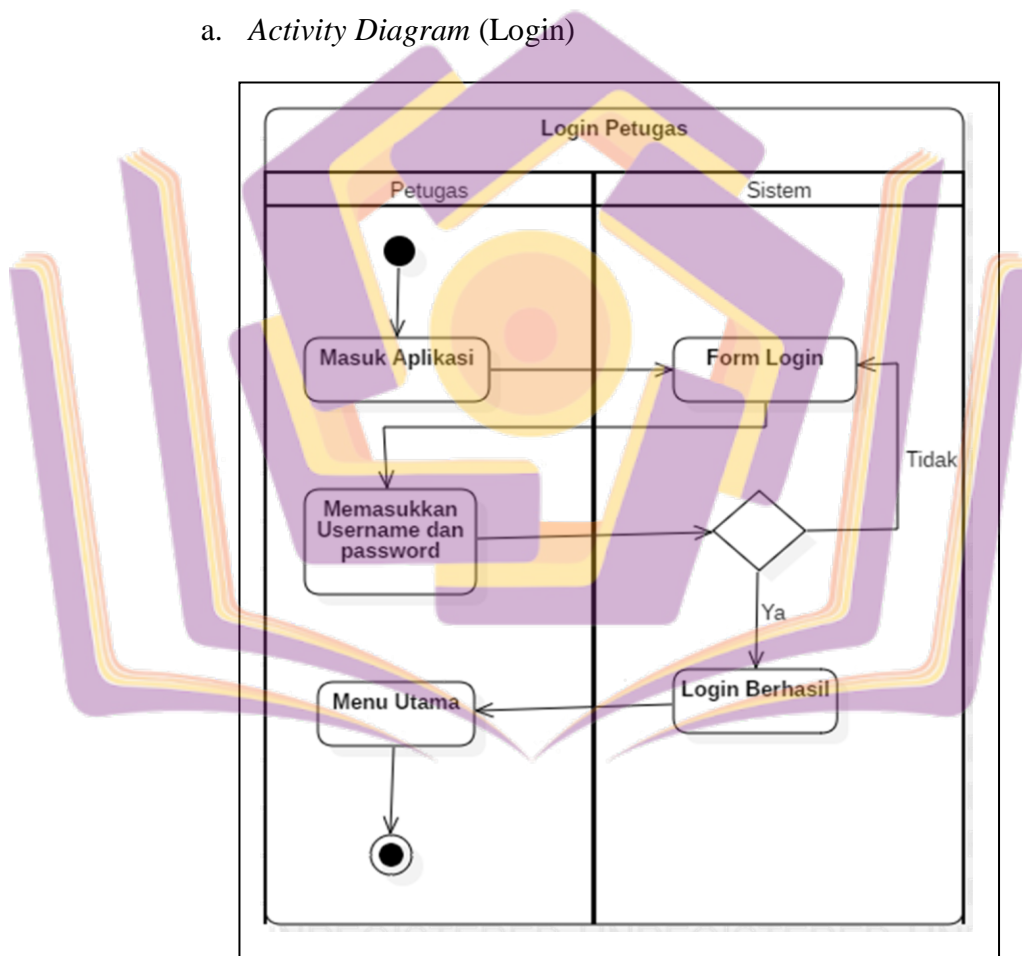 a. Activity Diagram (Login)
Login Petugas
Petugas
Sistem
Masuk Aplikasi
Form Login
Tidak
Memasukkan
Username dan
password
Ya
Login Berhasil
Menu Utama